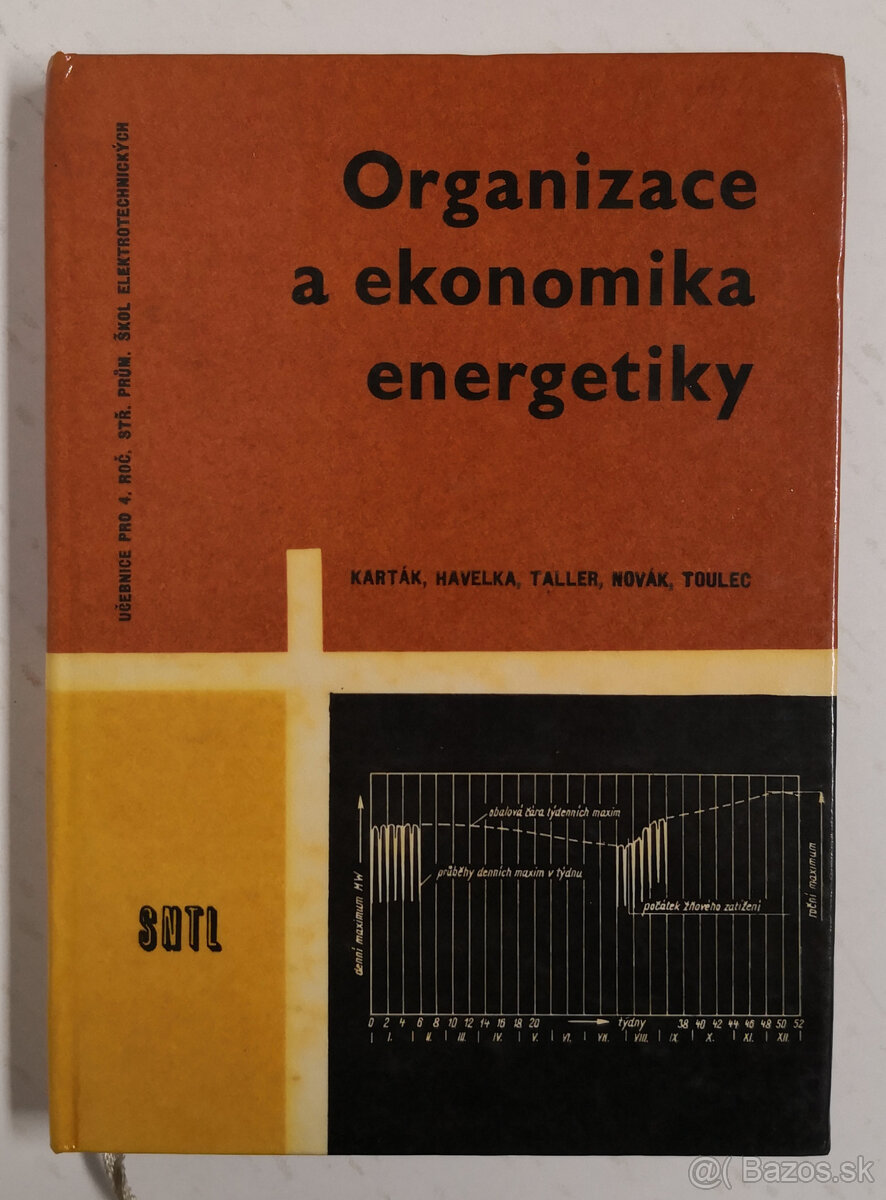 UČEBNICE PRO 4. ROČ. STŘ. PRŮM. ŠKOL ELEKTROTECHNICKÝCH
Organizace
a ekonomika
energetiky
KARTÁK, HAVELKA, TALLER, NOVÁK, TOULEC
SNTL
obalová čára týdenních maxim
průběhy denních maxim v týdnu
počátek žňového zatížení
denní maximum MW
roční maximum
0 2 4 6 8 10 12 14 16 18 20 týdny 38 40 42 44 46 48 50 52
I. II. III. IV. V. VI. VII. VIII. IX. X. XI. XII.
@( Bazos.sk